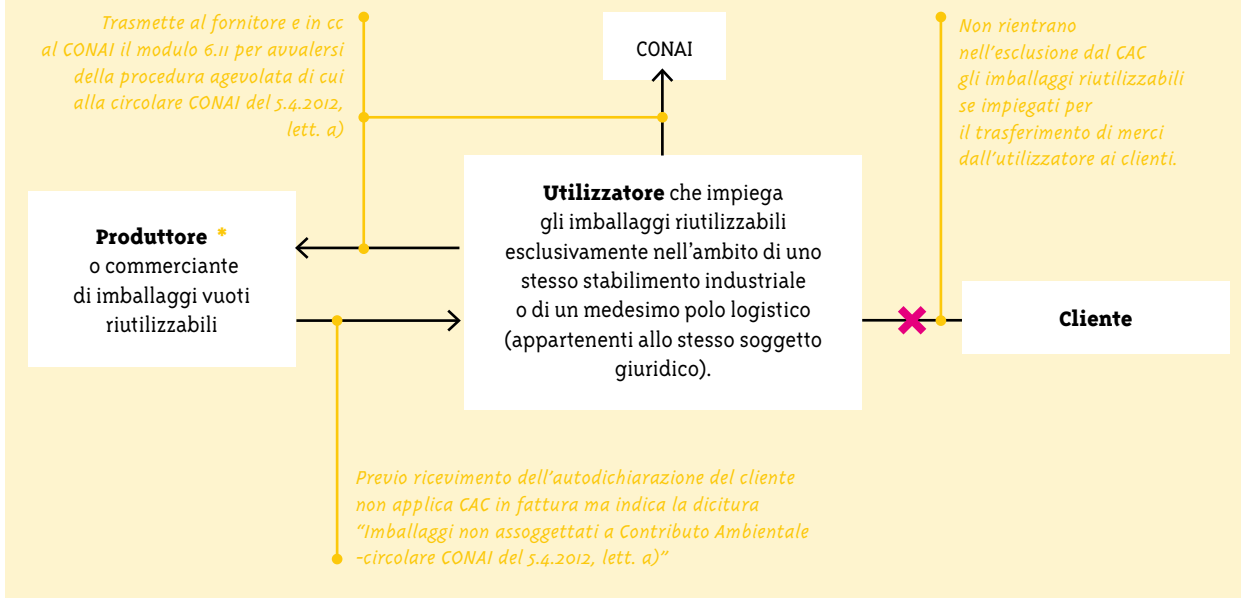 Trasmette al fornitore e in cc
al CONAI il modulo 6.11 per avvalersi
della procedura agevolata di cui
alla circolare CONAI del 5.4.2012,
lett. a)
CONAI
Non rientrano
nell'esclusione dal CAC
gli imballaggi riutilizzabili
se impiegati per
il trasferimento di merci
dall'utilizzatore ai clienti.
Produttore *
o commerciante
di imballaggi vuoti
riutilizzabili
Utilizzatore che impiega
gli imballaggi riutilizzabili
esclusivamente nell'ambito di uno
stesso stabilimento industriale
o di un medesimo polo logistico
(appartenenti allo stesso soggetto
giuridico).
Cliente
Previo ricevimento dell'autodichiarazione del cliente
non applica CAC in fattura ma indica la dicitura
"Imballaggi non assoggettati a Contributo Ambientale
-circolare CONAI del 5.4.2012, lett. a)"